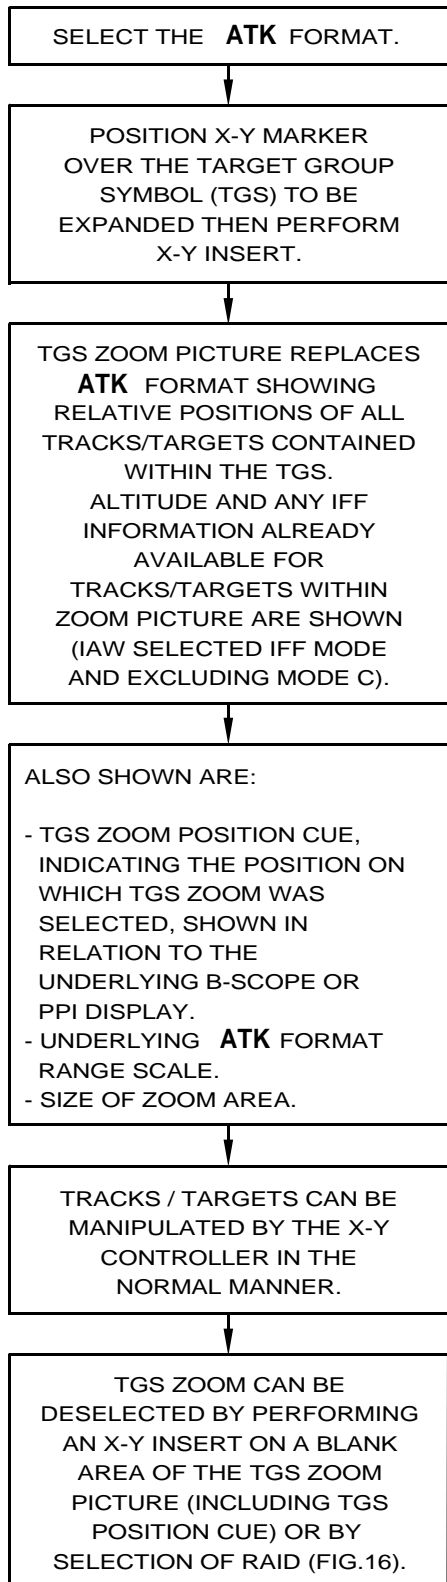 SELECT THE ATK FORMAT.
POSITION X-Y MARKER
OVER THE TARGET GROUP
SYMBOL (TGS) TO BE
EXPANDED THEN PERFORM
X-Y INSERT.
TGS ZOOM PICTURE REPLACES
ATK FORMAT SHOWING
RELATIVE POSITIONS OF ALL
TRACKS/TARGETS CONTAINED
WITHIN THE TGS.
ALTITUDE AND ANY IFF
INFORMATION ALREADY
AVAILABLE FOR
TRACKS/TARGETS WITHIN
ZOOM PICTURE ARE SHOWN
(IAW SELECTED IFF MODE
AND EXCLUDING MODE C).
ALSO SHOWN ARE:
- TGS ZOOM POSITION CUE,
INDICATING THE POSITION ON
WHICH TGS ZOOM WAS
SELECTED, SHOWN IN
RELATION TO THE
UNDERLYING B-SCOPE OR
PPI DISPLAY.
- UNDERLYING ATK FORMAT
RANGE SCALE.
- SIZE OF ZOOM AREA.
TRACKS / TARGETS CAN BE
MANIPULATED BY THE X-Y
CONTROLLER IN THE
NORMAL MANNER.
TGS ZOOM CAN BE
DESELECTED BY PERFORMING
AN X-Y INSERT ON A BLANK
AREA OF THE TGS ZOOM
PICTURE (INCLUDING TGS
POSITION CUE) OR BY
SELECTION OF RAID (FIG.16).